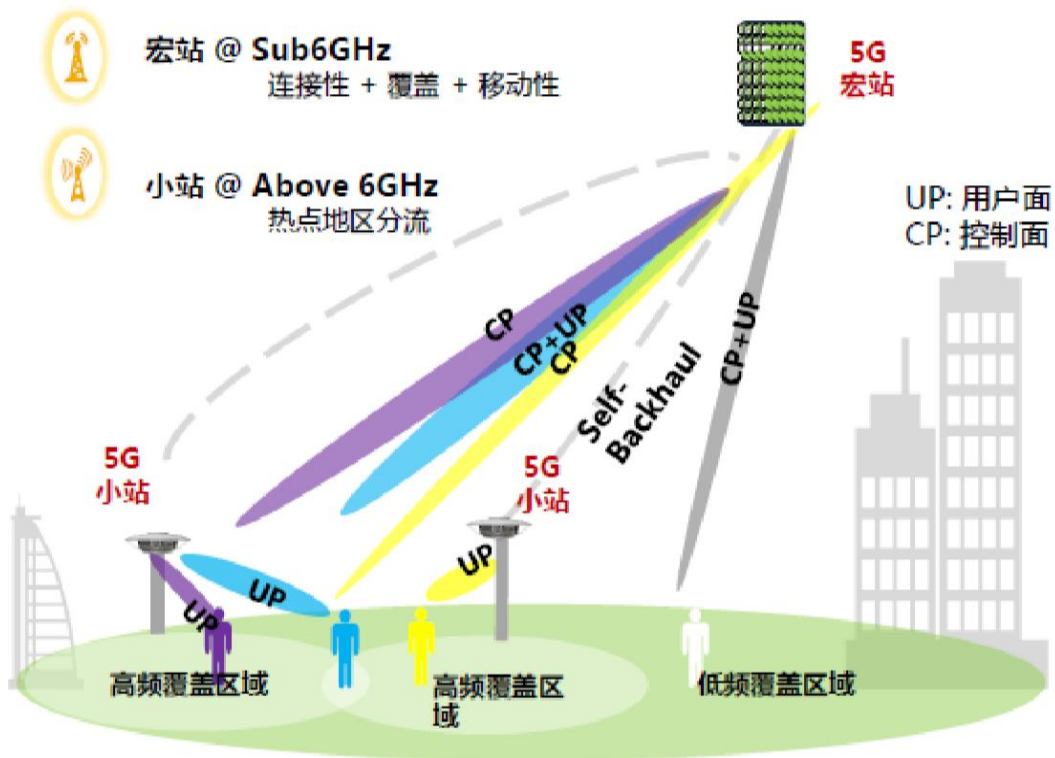 宏站 @ Sub6GHz
连接性 + 覆盖 + 移动性
小站 @ Above 6GHz
热点地区分流
5G
宏站
UP: 用户面
CP: 控制面
CP
CP+UP
CP
Self-
Backhaul
CP+UP
5G
小站
5G
小站
UP
UP
UP
高频覆盖区域
高频覆盖区
域
低频覆盖区域